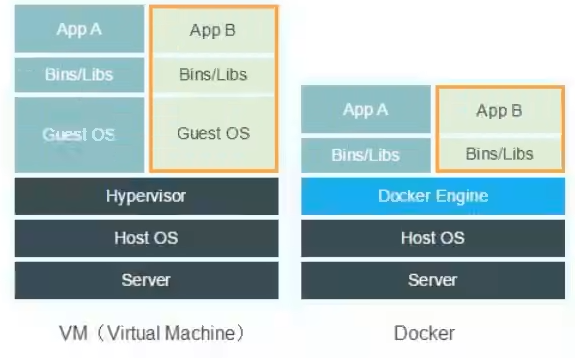 App A
App B
Bins/Libs
Bins/Libs
Guest OS
Guest OS
Hypervisor
Host OS
Server
VM（Virtual Machine）
App A
App B
Bins/Libs
Bins/Libs
Docker Engine
Host OS
Server
Docker